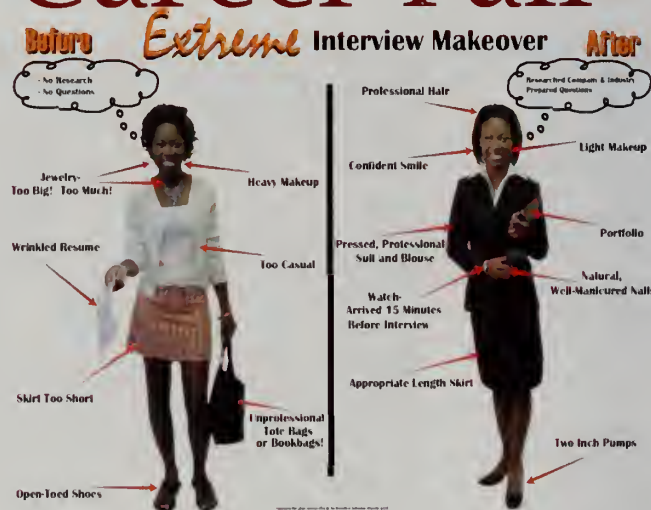 Career Fair
Before
Extreme Interview Makeover
After
- No Research
- No Questions
Jewelry-
Too Big! Too Much!
Heavy Makeup
Wrinkled Resume
Too Casual
Skirt Too Short
Unprofessional
Tote Bags
or Bookbags!
Open-Toed Shoes
Researched Company & Industry
Prepared Questions
Professional Hair
Light Makeup
Confident Smile
Portfolio
Pressed, Professional
Suit and Blouse
Natural,
Well-Manicured Nails
Watch-
Arrived 15 Minutes
Before Interview
Appropriate Length Skirt
Two Inch Pumps